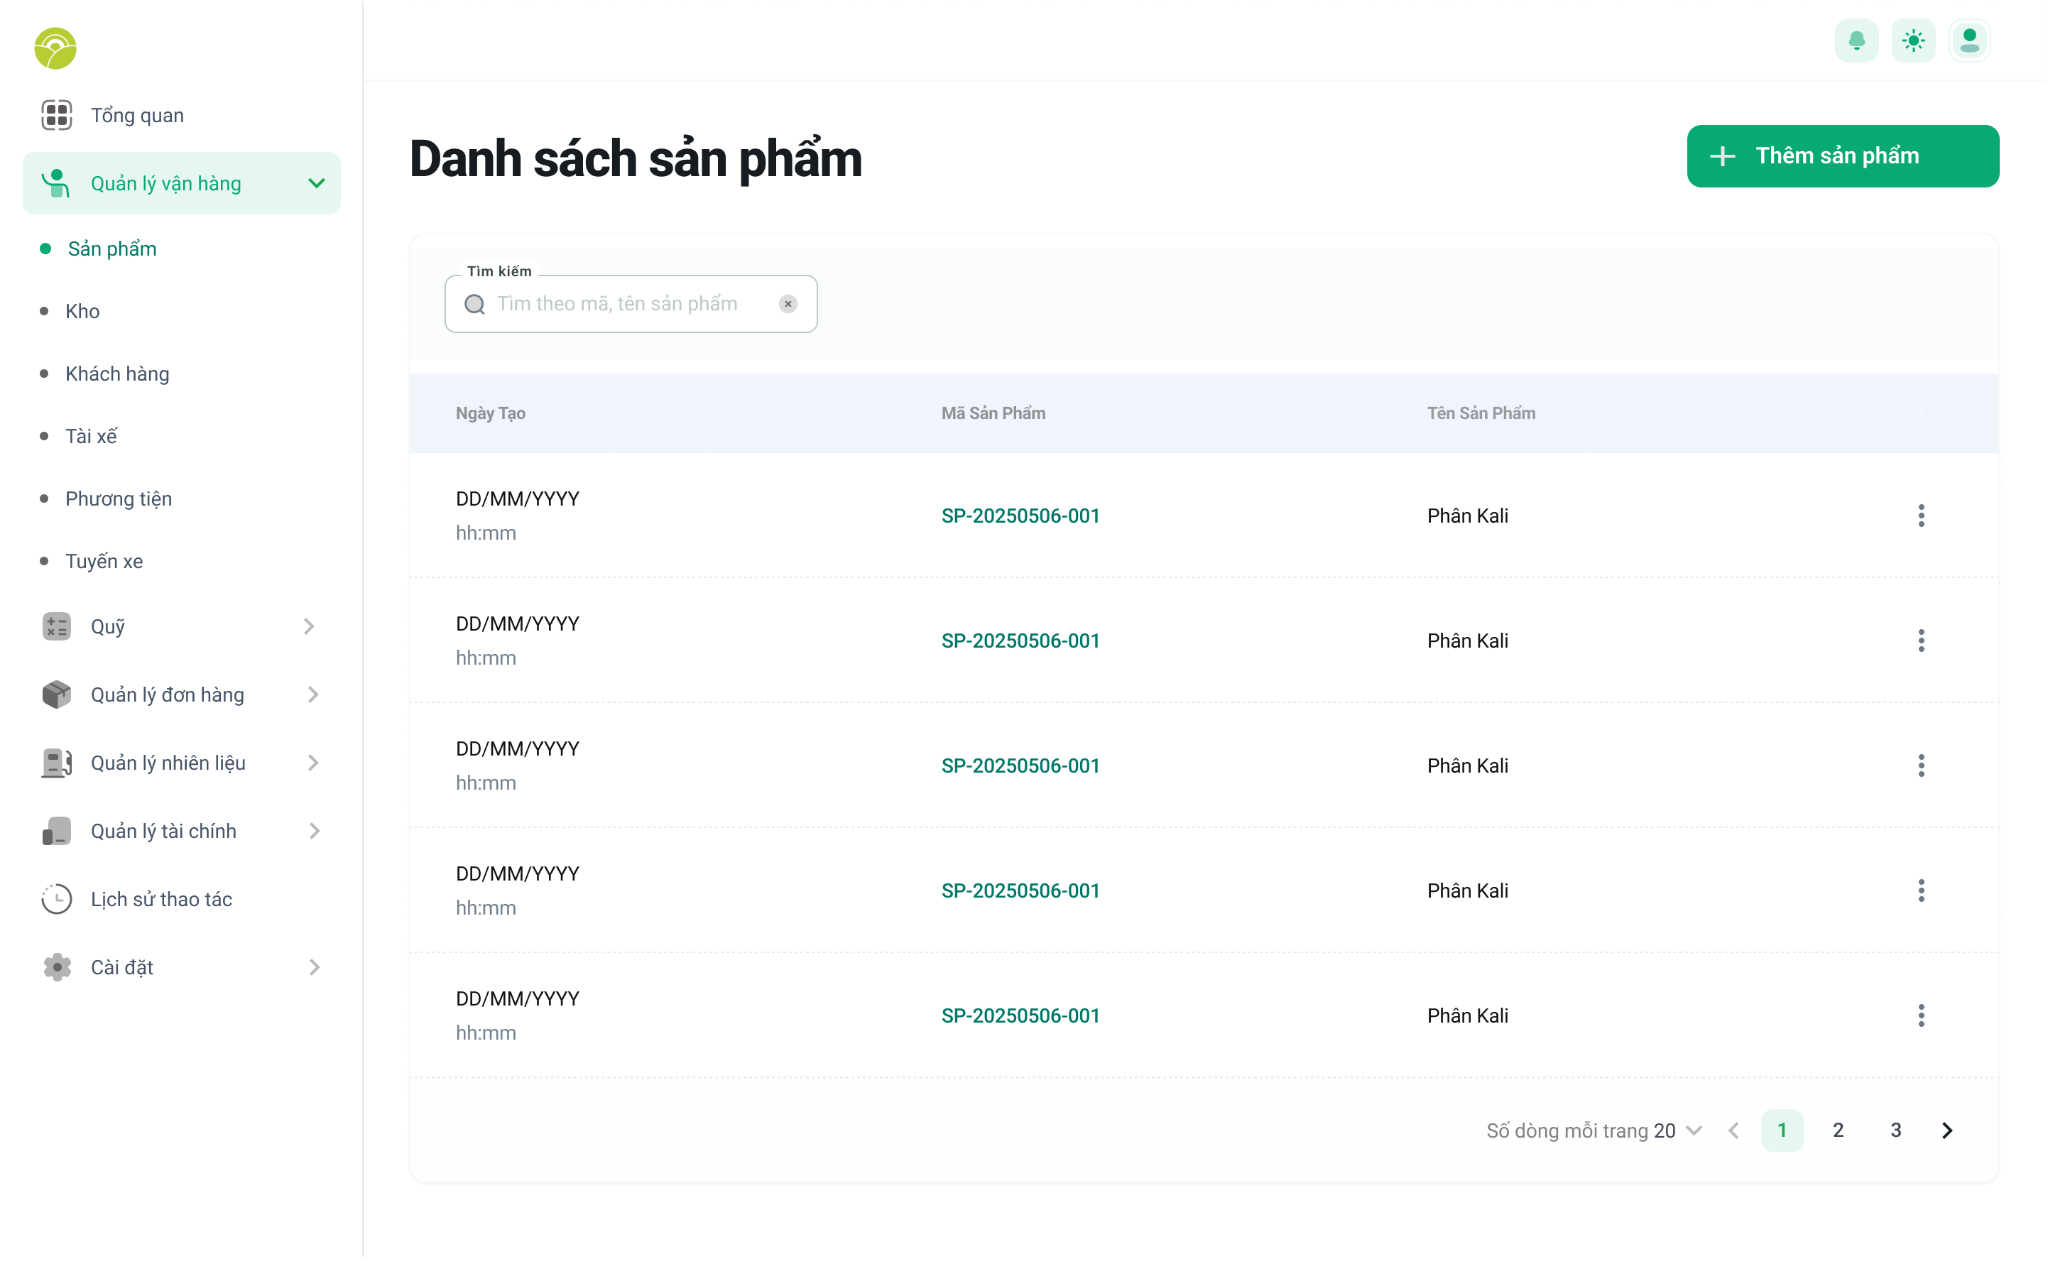 Tổng quan
Quản lý vận hàng
Sản phẩm
Kho
Khách hàng
Tài xế
Phương tiện
Tuyến xe
Quỹ
Quản lý đơn hàng
Quản lý nhiên liệu
Quản lý tài chính
Lịch sử thao tác
Cài đặt
Danh sách sản phẩm
Thêm sản phẩm
Tìm kiếm
Tìm theo mã, tên sản phẩm
Ngày Tạo Mã Sản Phẩm Tên Sản Phẩm
DD/MM/YYYY
hh:mm
SP-20250506-001
Phân Kali
DD/MM/YYYY
hh:mm
SP-20250506-001
Phân Kali
DD/MM/YYYY
hh:mm
SP-20250506-001
Phân Kali
DD/MM/YYYY
hh:mm
SP-20250506-001
Phân Kali
DD/MM/YYYY
hh:mm
SP-20250506-001
Phân Kali
Số dòng mỗi trang 20 1 2 3